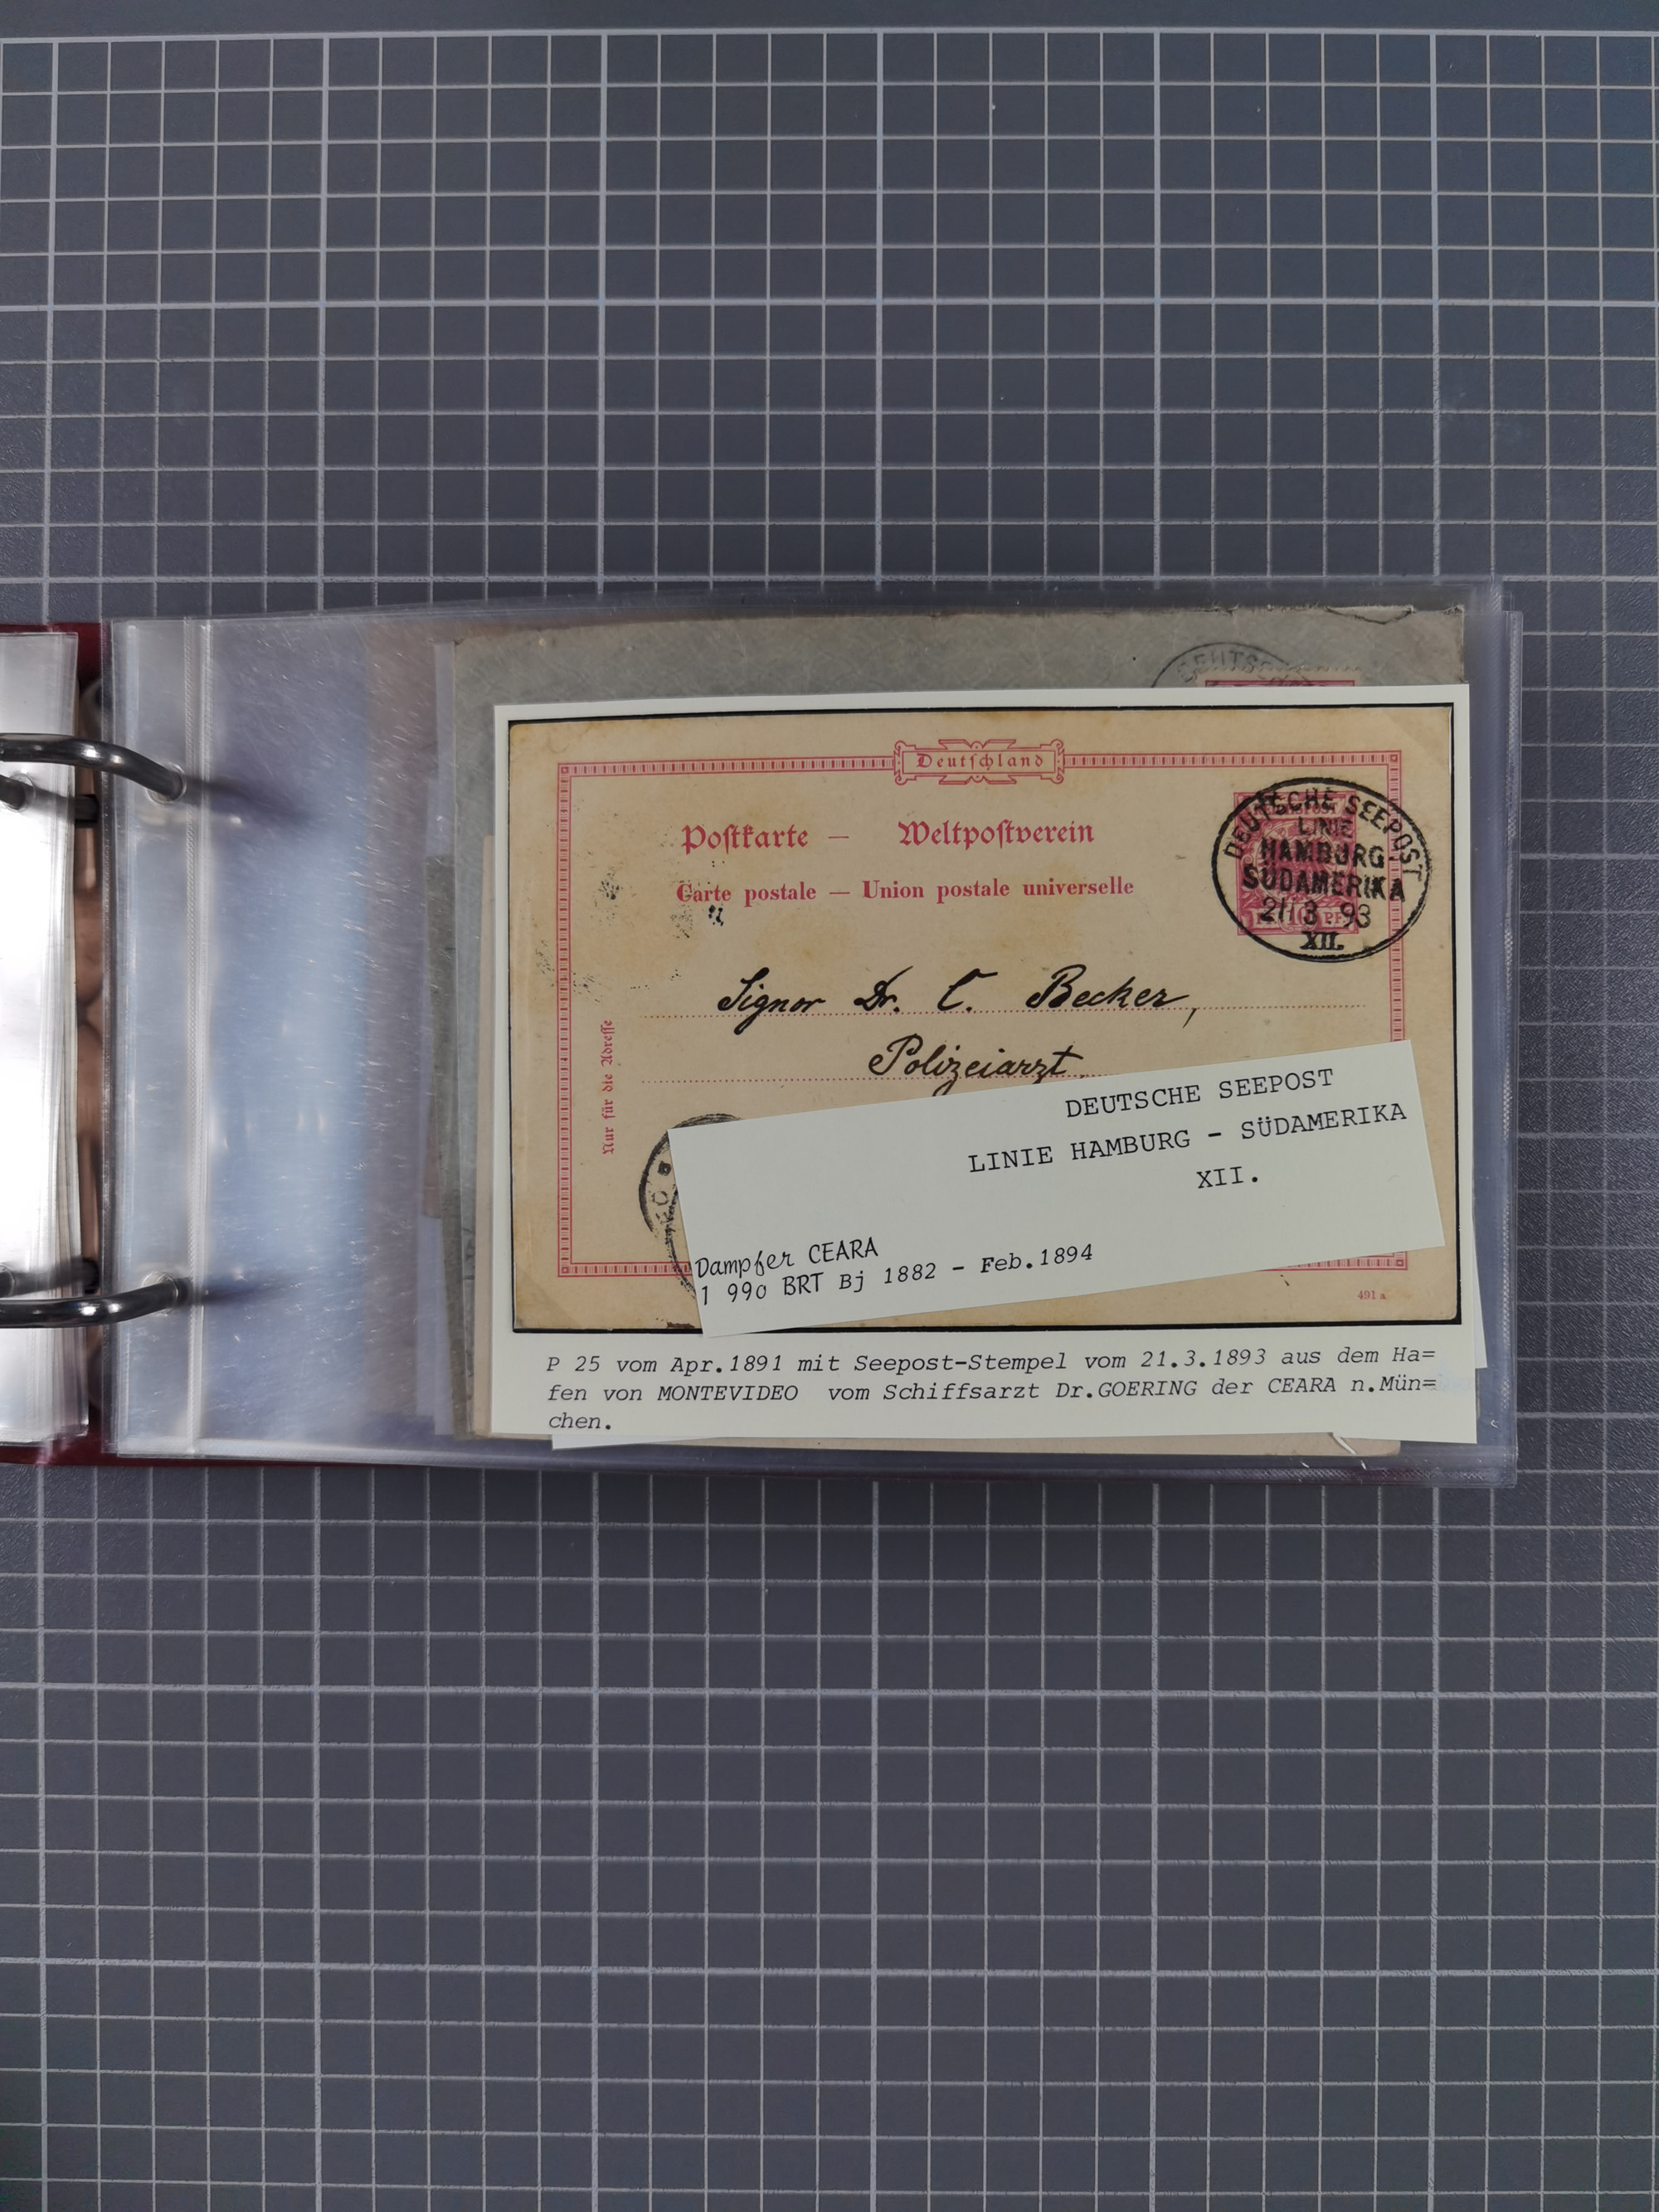 DEUTSCHE
Deutschland
Postkarte — Weltpostverein
Carte postale — Union postale universelle
DEUTSCHE SEEPOST
LINIE
HAMBURG
SÜDAMERIKA
21 3 93
XII.
Signor Dr. C. Becker,
Polizeiarzt
Nur für die Adresse
DEUTSCHE SEEPOST
LINIE HAMBURG - SÜDAMERIKA
XII.
Dampfer CEARA
1 990 BRT Bj 1882 - Feb.1894
491 a
P 25 vom Apr.1891 mit Seepost-Stempel vom 21.3.1893 aus dem Ha=
fen von MONTEVIDEO vom Schiffsarzt Dr.GOERING der CEARA n.Mün=
chen.